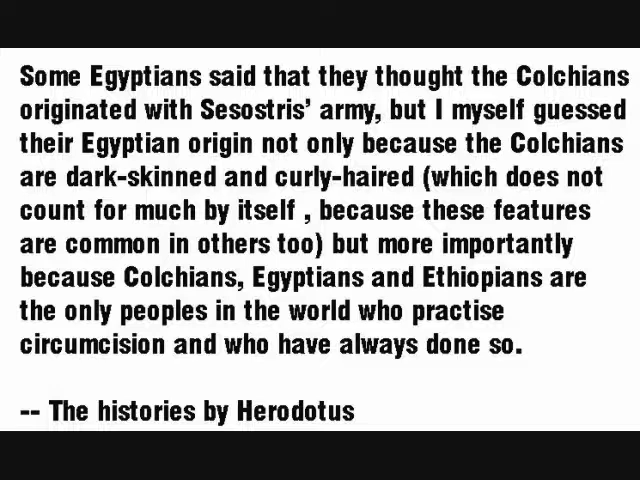 Some Egyptians said that they thought the Colchians
originated with Sesostris' army, but I myself guessed
their Egyptian origin not only because the Colchians
are dark-skinned and curly-haired (which does not
count for much by itself , because these features
are common in others too) but more importantly
because Colchians, Egyptians and Ethiopians are
the only peoples in the world who practise
circumcision and who have always done so.
-- The histories by Herodotus